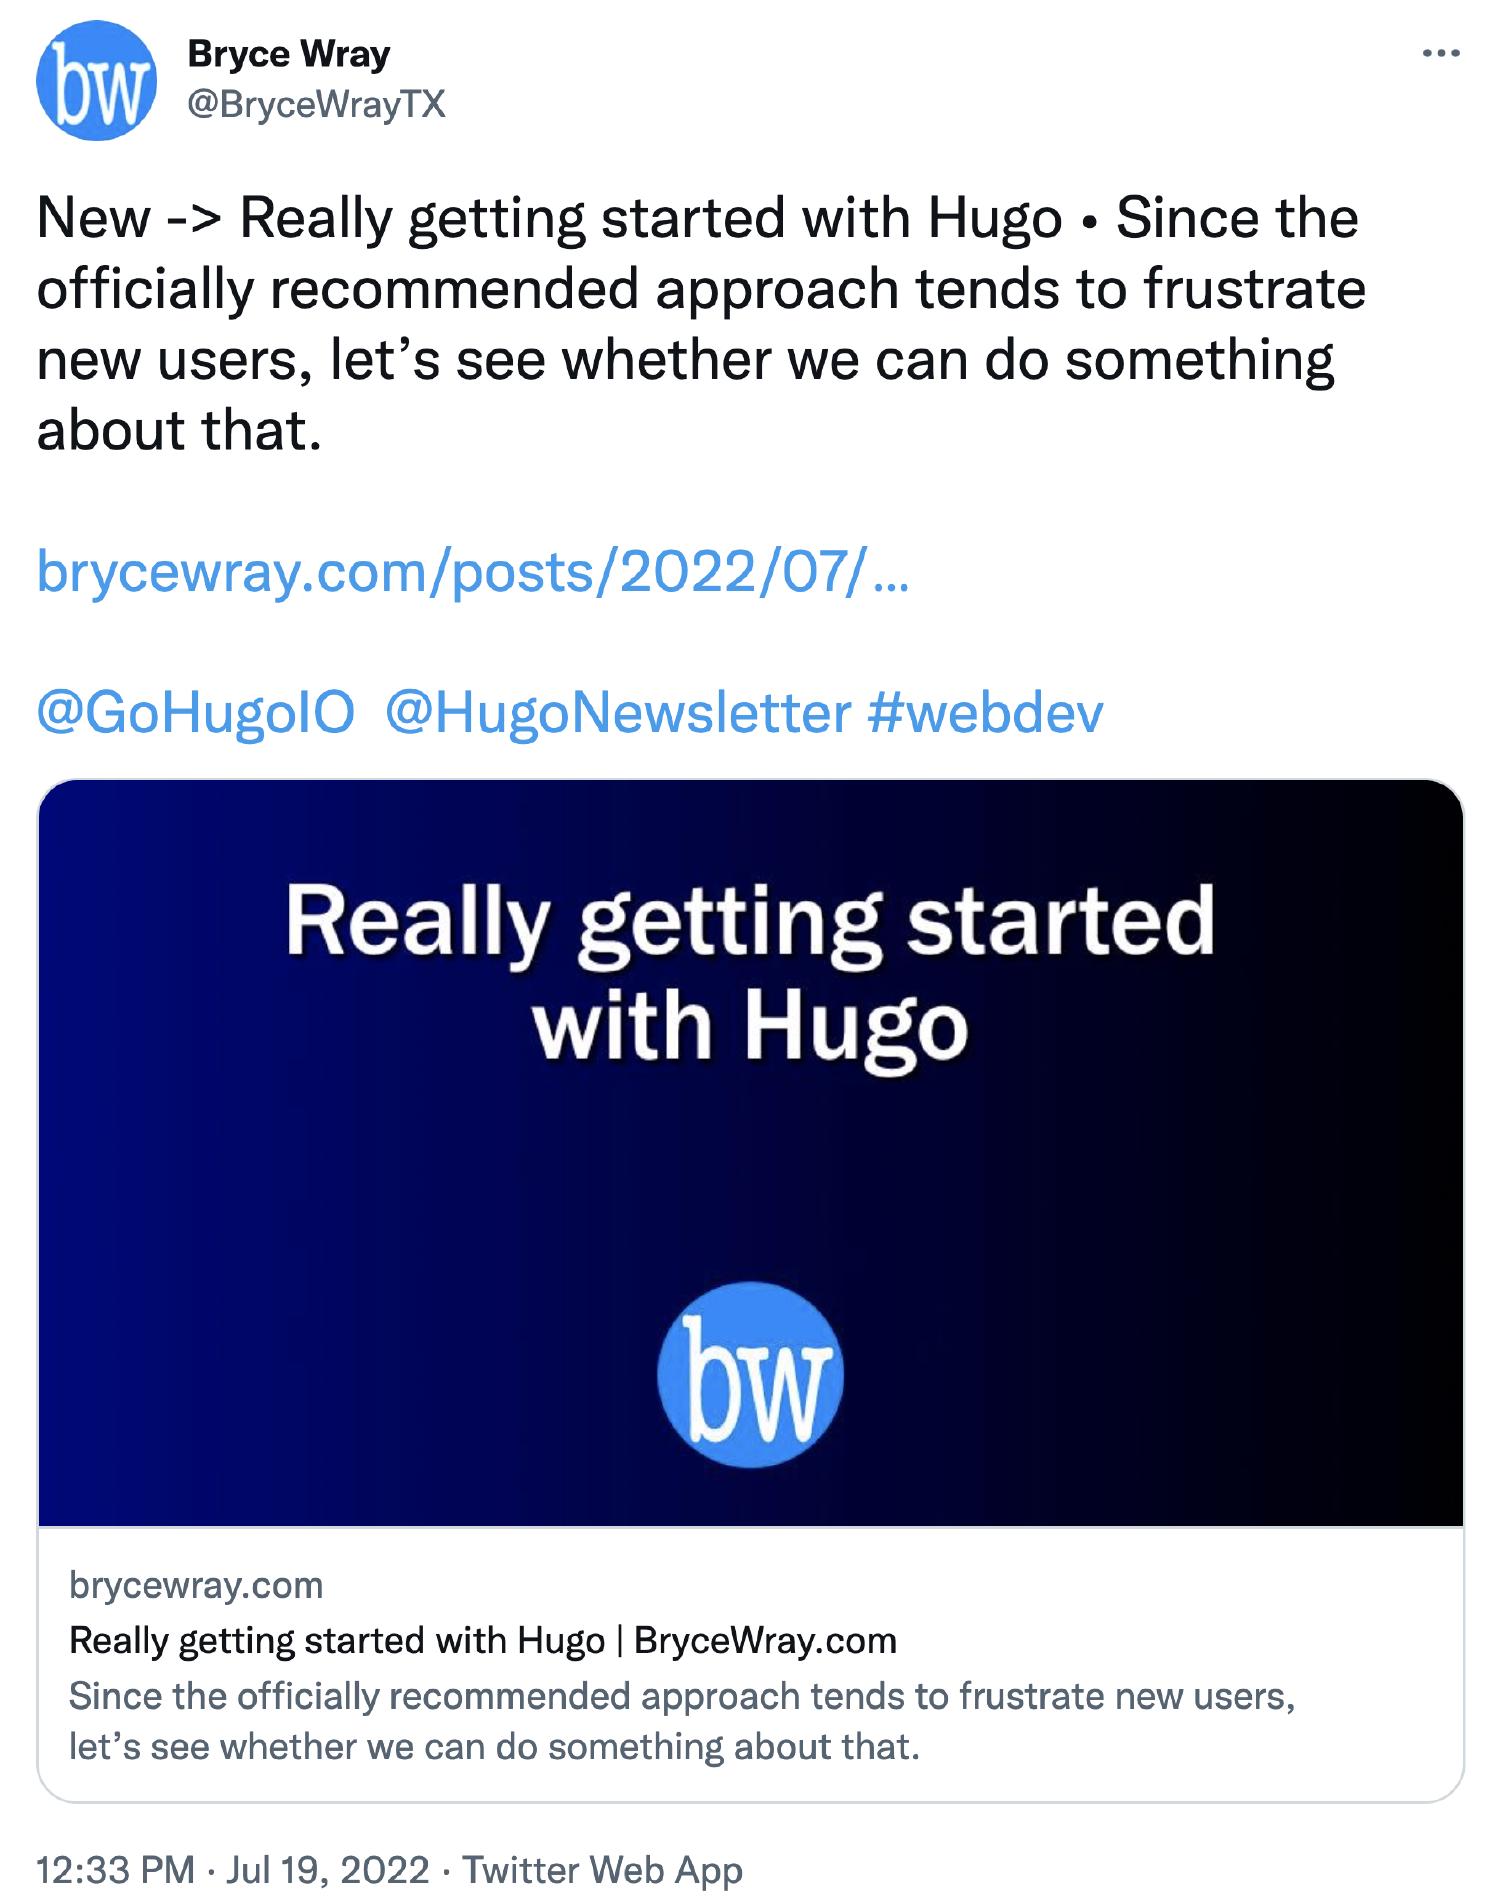 bw
Bryce Wray
@BryceWrayTX
New -> Really getting started with Hugo • Since the
officially recommended approach tends to frustrate
new users, let’s see whether we can do something
about that.
brycewray.com/posts/2022/07/…
@GoHugoIO  @HugoNewsletter #webdev
Really getting started
with Hugo
bw
brycewray.com
Really getting started with Hugo | BryceWray.com
Since the officially recommended approach tends to frustrate new users,
let’s see whether we can do something about that.
12:33 PM · Jul 19, 2022 · Twitter Web App